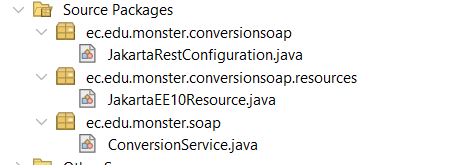 Source Packages
ec.edu.monster.conversionsoap
JakartaRestConfiguration.java
ec.edu.monster.conversionsoap.resources
JakartaEE10Resource.java
ec.edu.monster.soap
ConversionService.java